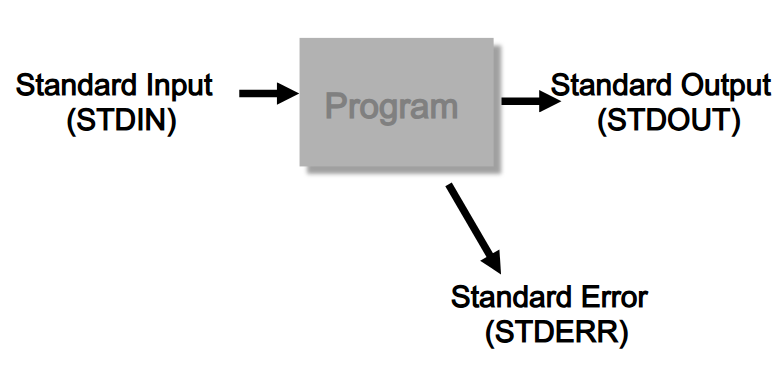 Standard Input
(STDIN)
Program
Standard Output
(STDOUT)
Standard Error
(STDERR)